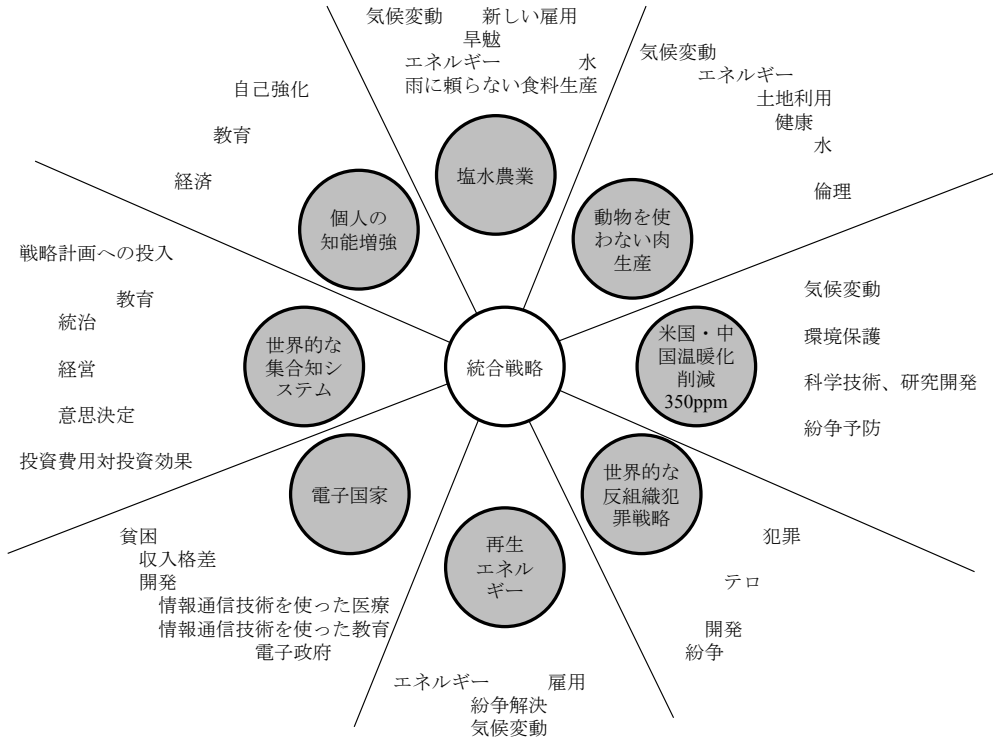 気候変動 新しい雇用
旱魃
エネルギー 水
雨に頼らない食料生産
塩水農業
気候変動
エネルギー
土地利用
健康
水
倫理
動物を使
わない肉
生産
気候変動
環境保護
科学技術、研究開発
紛争予防
米国・中
国温暖化
削減
350ppm
犯罪
テロ
開発
紛争
世界的な
反組織犯
罪戦略
エネルギー 雇用
紛争解決
気候変動
再生
エネル
ギー
貧困
収入格差
開発
情報通信技術を使った医療
情報通信技術を使った教育
電子政府
電子国家
戦略計画への投入
教育
統治
経営
意思決定
投資費用対投資効果
世界的な
集合知シ
ステム
自己強化
教育
経済
個人の
知能増強
統合戦略